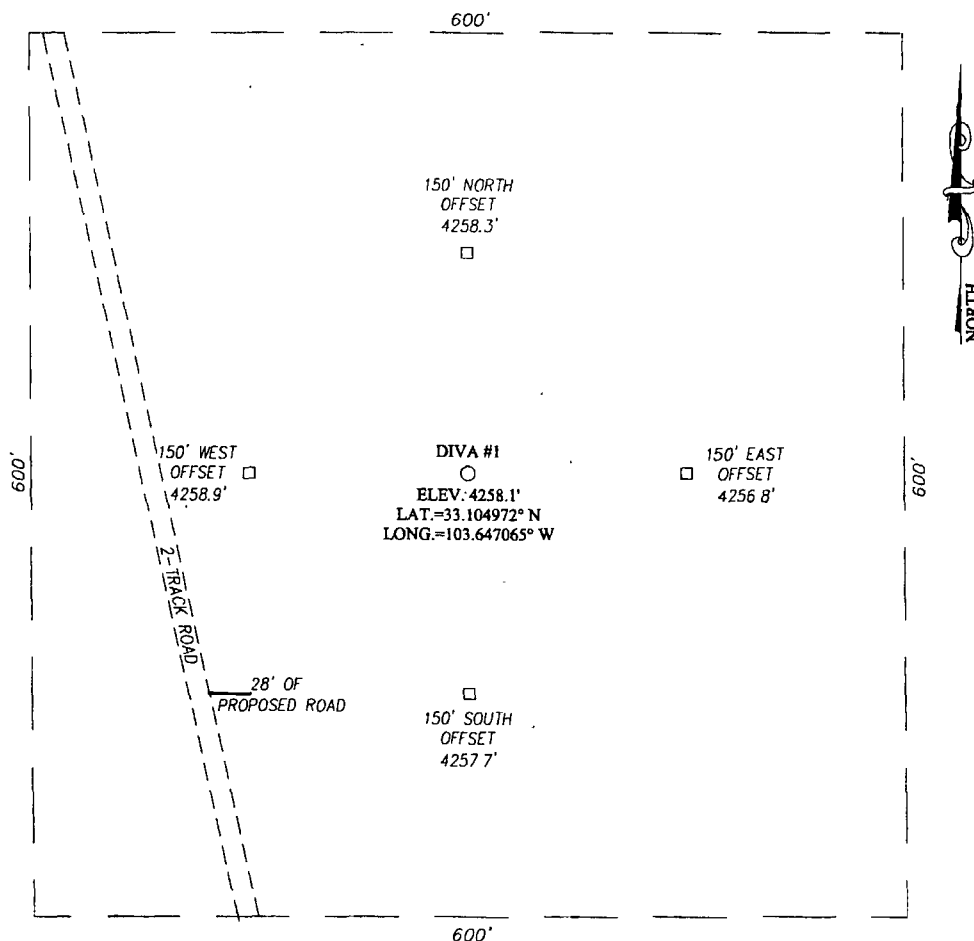 600'
150' NORTH
OFFSET
4258.3'
NORTH
600'
150' WEST
OFFSET
4258.9'
DIVA #1
ELEV. 4258.1'
LAT.=33.104972° N
LONG.=103.647065° W
150' EAST
OFFSET
4256 8'
600'
2-TRACK ROAD
28' OF
PROPOSED ROAD
150' SOUTH
OFFSET
4257 7'
600'